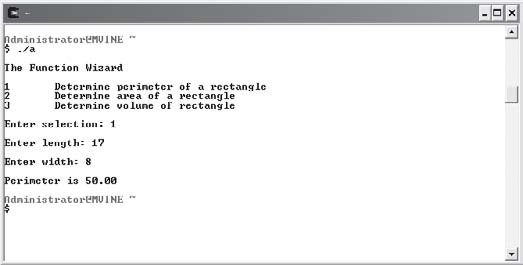 ~
Administrator@MVINE ~
$ ./a
The Function Wizard
1 Determine perimeter of a rectangle
2 Determine area of a rectangle
3 Determine volume of rectangle
Enter selection: 1
Enter length: 17
Enter width: 8
Perimeter is 50.00
Administrator@MVINE ~
$